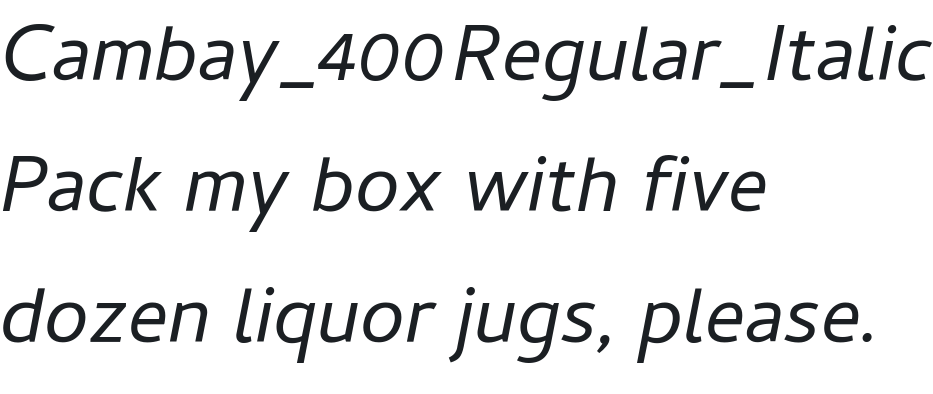 Cambay_400Regular_Italic
Pack my box with five
dozen liquor jugs, please.